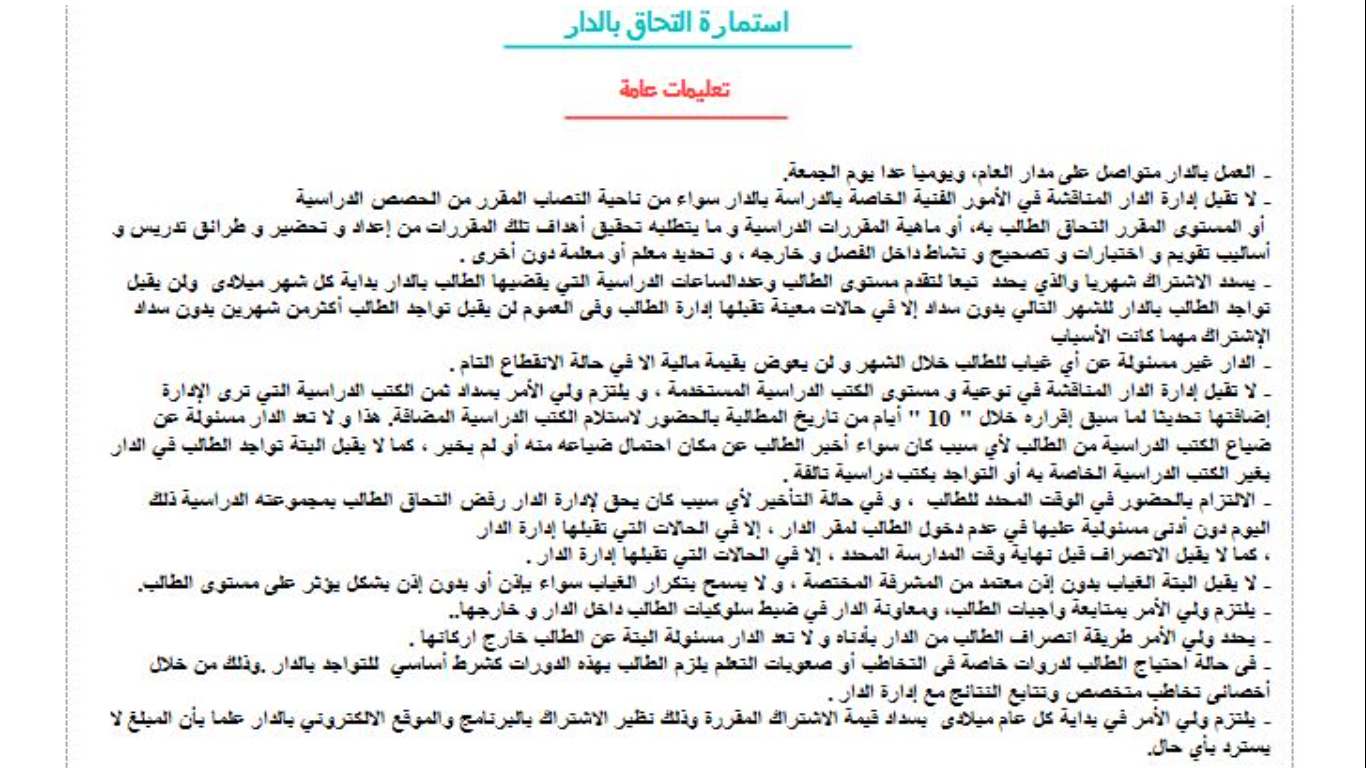 استمارة التحاق بالدار
تعليمات عامة
ـ العمل بالدار متواصل على مدار العام، ويوميا عدا يوم الجمعة.
ـ لا تقبل إدارة الدار المناقشة في الأمور الفنية الخاصة بالدراسة بالدار سواء من ناحية النصاب المقرر من الحصص الدراسية
أو المستوى المقرر التحاق الطالب به، أو ماهية المقررات الدراسية و ما يتطلبه تحقيق أهداف تلك المقررات من إعداد و تحضير و طرائق تدريس و
أساليب تقويم و اختبارات و تصحيح و نشاط داخل الفصل و خارجه ، و تحديد معلم أو معلمة دون أخرى .
ـ يسدد الاشتراك شهريا والذي يحدد تبعا لتقدم مستوى الطالب وعددالساعات الدراسية التي يقضيها الطالب بالدار بداية كل شهر ميلادى ولن يقبل
تواجد الطالب بالدار للشهر التالي بدون سداد إلا في حالات معينة تقبلها إدارة الطالب وفى العموم لن يقبل تواجد الطالب أكثرمن شهرين بدون سداد
الإشتراك مهما كانت الأسباب
ـ الدار غير مسئولة عن أي غياب للطالب خلال الشهر و لن يعوض بقيمة مالية الا في حالة الانقطاع التام .
ـ لا تقبل إدارة الدار المناقشة في نوعية و مستوى الكتب الدراسية المستخدمة ، و يلتزم ولي الأمر بسداد ثمن الكتب الدراسية التي ترى الإدارة
إضافتها تحديثا لما سبق إقراره خلال " 10 " أيام من تاريخ المطالبة بالحضور لاستلام الكتب الدراسية المضافة. هذا و لا تعد الدار مسئولة عن
ضياع الكتب الدراسية من الطالب لأي سبب كان سواء أخبر الطالب عن مكان احتمال ضياعه منه أو لم يخبر ، كما لا يقبل البتة تواجد الطالب في الدار
بغير الكتب الدراسية الخاصة به أو التواجد بكتب دراسية تالفة .
ـ الالتزام بالحضور في الوقت المحدد للطالب ، و في حالة التأخير لأي سبب كان يحق لإدارة الدار رفض التحاق الطالب بمجموعته الدراسية ذلك
اليوم دون أدنى مسئولية عليها في عدم دخول الطالب لمقر الدار ، إلا في الحالات التي تقبلها إدارة الدار
، كما لا يقبل الانصراف قبل نهاية وقت المدارسة المحدد ، إلا في الحالات التي تقبلها إدارة الدار .
ـ لا يقبل البتة الغياب بدون إذن معتمد من المشرفة المختصة ، و لا يسمح بتكرار الغياب سواء بإذن أو بدون إذن بشكل يؤثر على مستوى الطالب.
ـ يلتزم ولي الأمر بمتابعة واجبات الطالب، ومعاونة الدار في ضبط سلوكيات الطالب داخل الدار و خارجها..
ـ يحدد ولي الأمر طريقة انصراف الطالب من الدار بأدناه و لا تعد الدار مسئولة البتة عن الطالب خارج اركانها .
ـ فى حالة احتياج الطالب لدروات خاصة فى التخاطب أو صعوبات التعلم يلزم الطالب بهذه الدورات كشرط أساسي للتواجد بالدار .وذلك من خلال
أخصائى تخاطب متخصص وتتابع النتائج مع إدارة الدار .
ـ يلتزم ولي الأمر في بداية كل عام ميلادى بسداد قيمة الاشتراك المقررة وذلك نظير الاشتراك بالبرنامج والموقع الالكتروني بالدار علما بأن المبلغ لا
يسترد بأي حال.